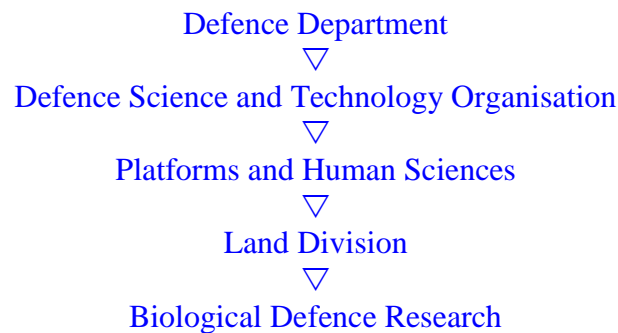 Defence Department
▽
Defence Science and Technology Organisation
▽
Platforms and Human Sciences
▽
Land Division
▽
Biological Defence Research